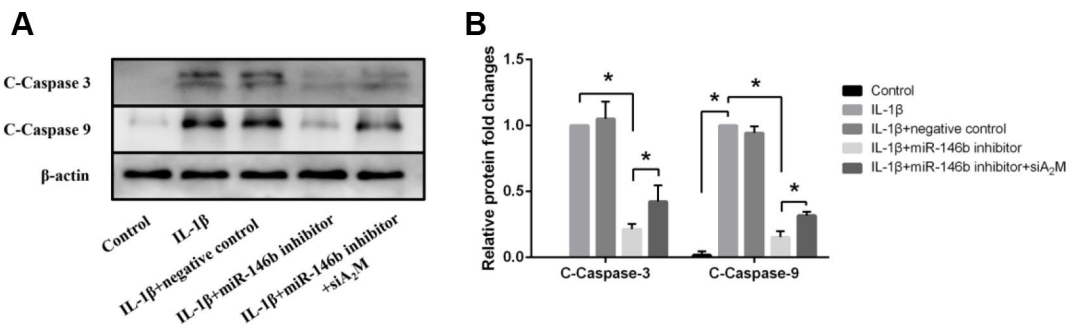 A
C-Caspase 3
C-Caspase 9
β-actin
Control
IL-1β
IL-1β+negative control
IL-1β+miR-146b inhibitor
IL-1β+miR-146b inhibitor
+siA₂M
B
Relative protein fold changes
1.5
1.0
0.5
0.0
*
*
*
*
*
C-Caspase-3
C-Caspase-9
Control
IL-1β
IL-1β+negative control
IL-1β+miR-146b inhibitor
IL-1β+miR-146b inhibitor+siA₂M